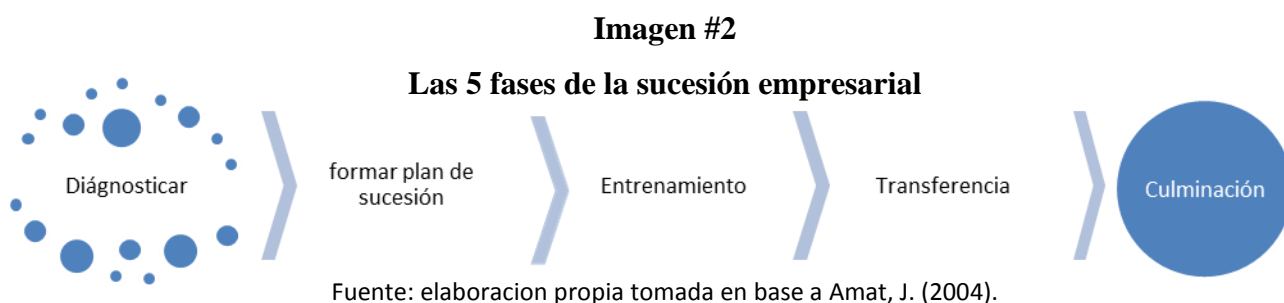 Imagen #2
Las 5 fases de la sucesión empresarial
Diágnosticar
formar plan de
sucesión
Entrenamiento
Transferencia
Culminación
Fuente: elaboracion propia tomada en base a Amat, J. (2004).